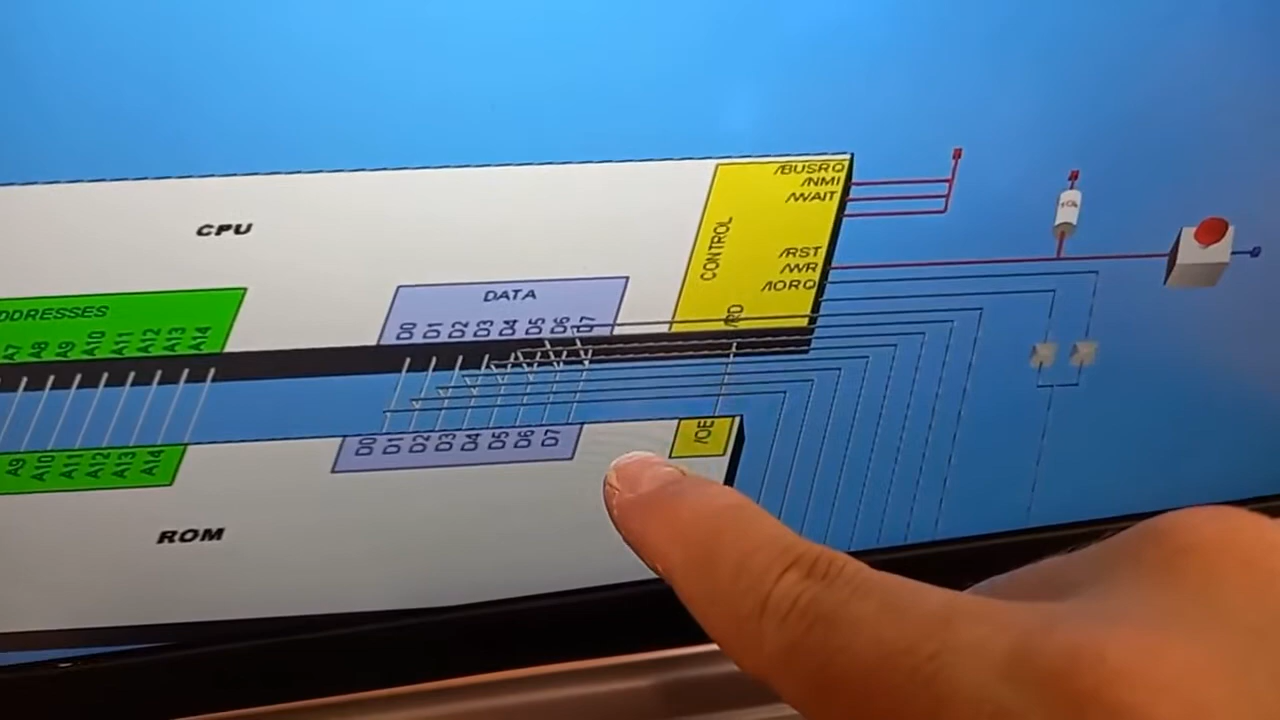 CPU
DDRESSES
A7
A8
A9
A10
A11
A12
A13
A14
DATA
D0
D1
D2
D3
D4
D5
D6
D7
CONTROL
/BUSRQ
/NMI
/WAIT
/RST
/WR
/IORQ
/RD
A9
A10
A11
A12
A13
A14
D0
D1
D2
D3
D4
D5
D6
D7
/OE
ROM